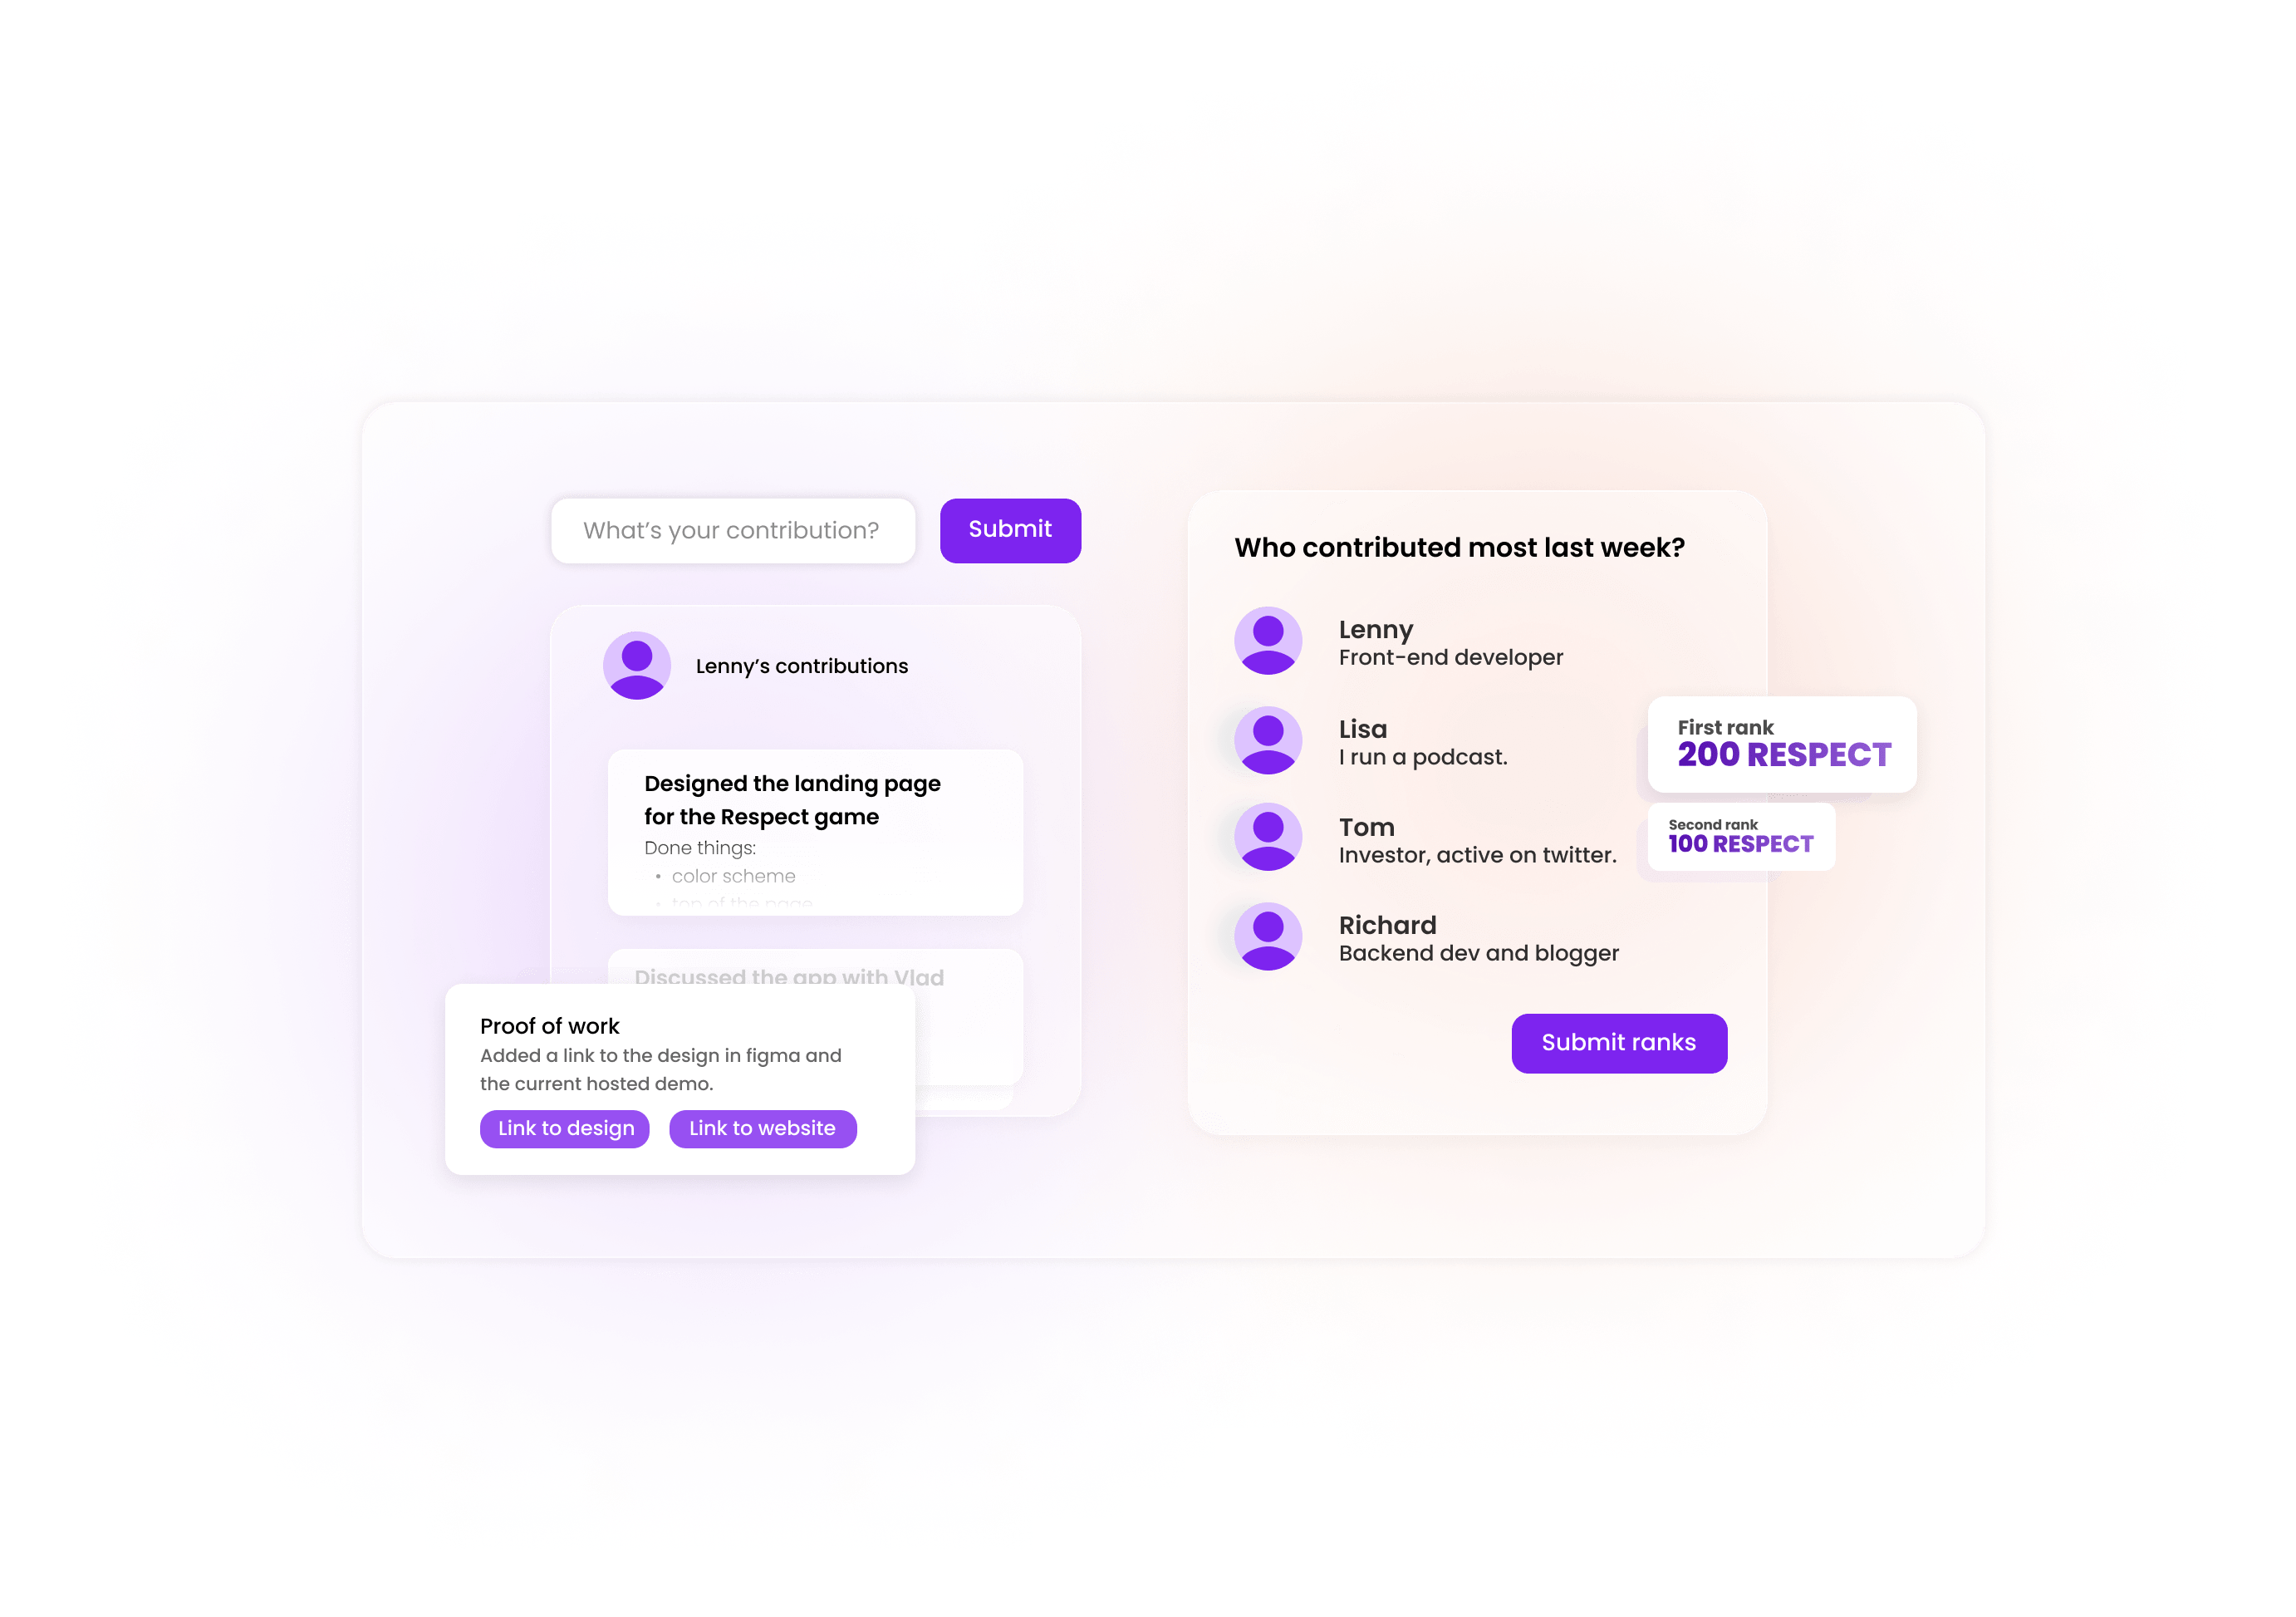 What's your contribution?
Submit
Lenny's contributions
Designed the landing page
for the Respect game
Done things:
• color scheme
• top of the page
Discussed the app with Vlad
Proof of work
Added a link to the design in figma and
the current hosted demo.
Link to design
Link to website
Who contributed most last week?
Lenny
Front-end developer
Lisa
I run a podcast.
First rank
200 RESPECT
Tom
Investor, active on twitter.
Second rank
100 RESPECT
Richard
Backend dev and blogger
Submit ranks